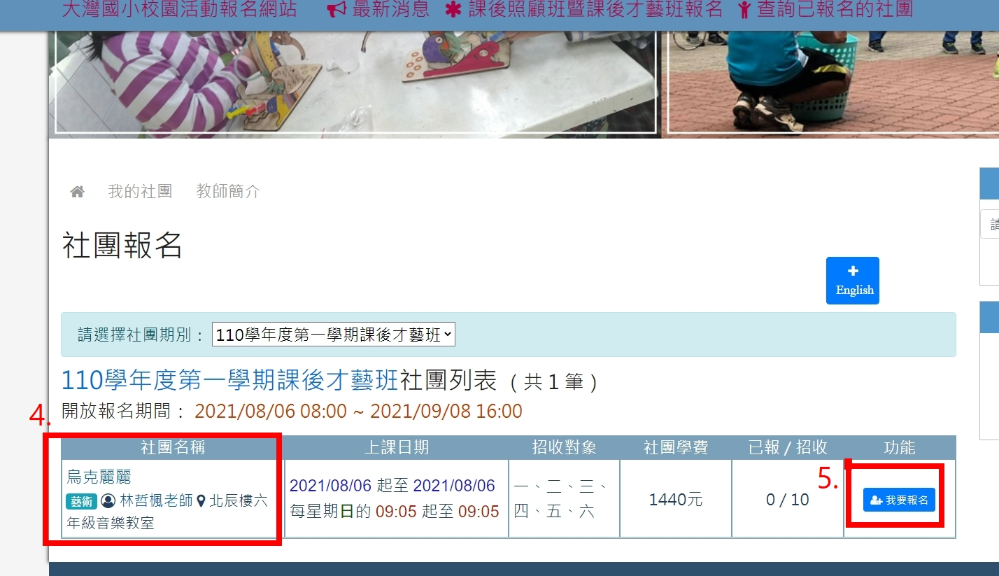 大灣國小校園活動報名網站 最新消息 課後照顧班暨課後才藝班報名 查詢已報名的社團
我的社團 教師簡介
社團報名
English
請選擇社團期別： 110學年度第一學期課後才藝班
110學年度第一學期課後才藝班社團列表（共 1 筆）
4. 開放報名期間： 2021/08/06 08:00 ~ 2021/09/08 16:00
社團名稱 上課日期 招收對象 社團學費 已報 / 招收 功能
烏克麗麗
藝術 林哲楓老師 北辰樓六
年級音樂教室
2021/08/06 起至 2021/08/06
每星期日的 09:05 起至 09:05
一、二、三、
四、五、六
1440元
0 / 10
5.
我要報名